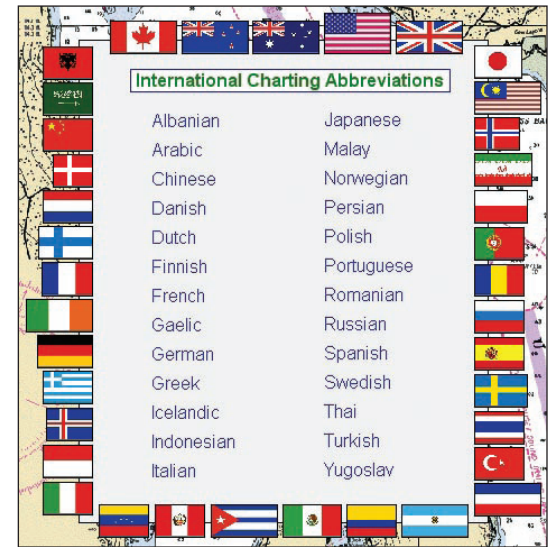 International Charting Abbreviations
Albanian
Arabic
Chinese
Danish
Dutch
Finnish
French
Gaelic
German
Greek
Icelandic
Indonesian
Italian
Japanese
Malay
Norwegian
Persian
Polish
Portuguese
Romanian
Russian
Spanish
Swedish
Thai
Turkish
Yugoslav